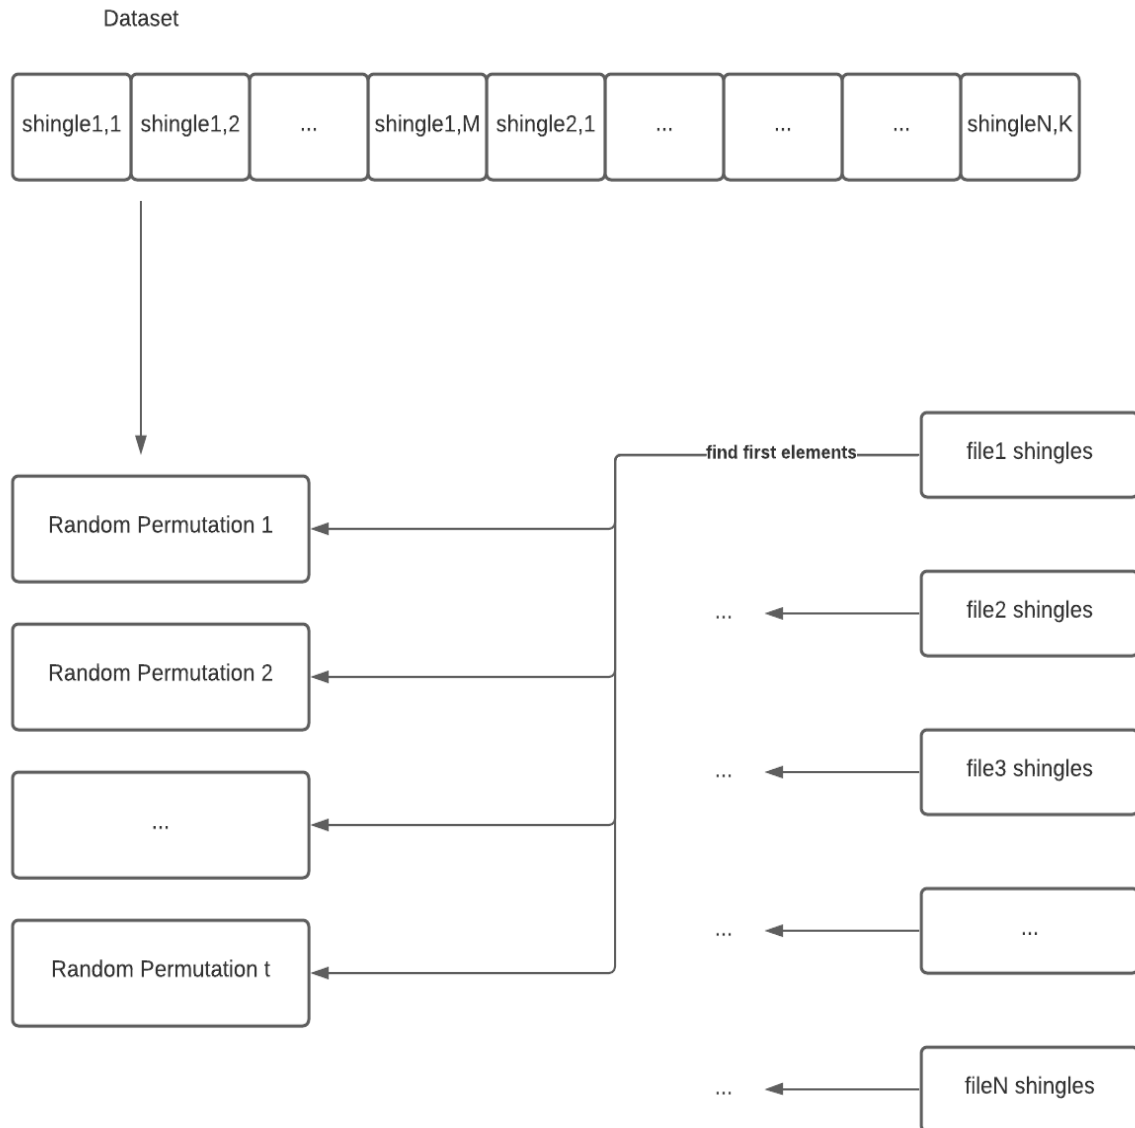 Dataset
shingle1,1
shingle1,2
...
shingle1,M
shingle2,1
...
...
...
shingleN,K
file1 shingles
find first elements
Random Permutation 1
file2 shingles
...
Random Permutation 2
file3 shingles
...
...
...
...
Random Permutation t
fileN shingles
...